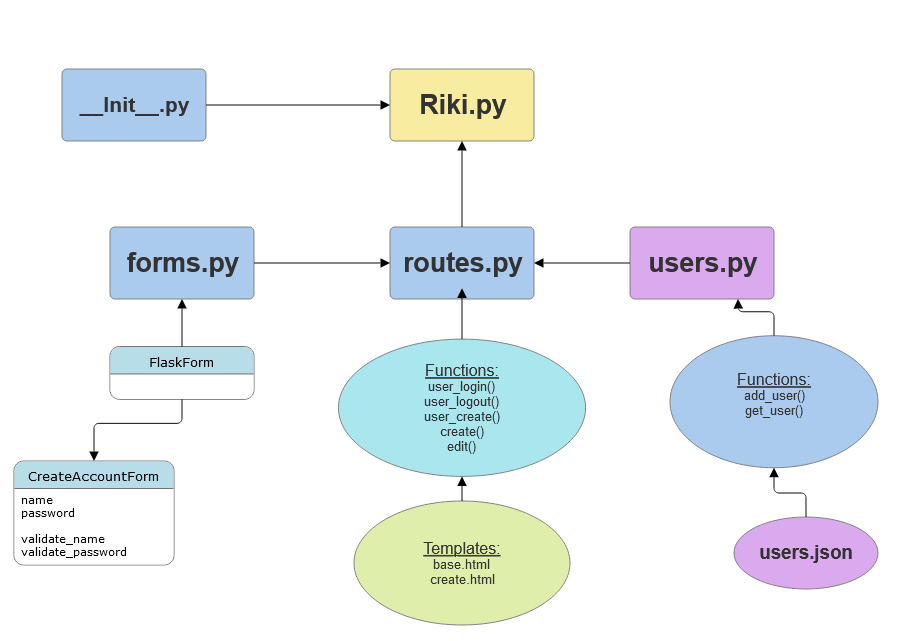 __Init__.py
Riki.py
forms.py
routes.py
users.py
FlaskForm
CreateAccountForm
name
password
validate_name
validate_password
Functions:
user_login()
user_logout()
user_create()
create()
edit()
Templates:
base.html
create.html
Functions:
add_user()
get_user()
users.json